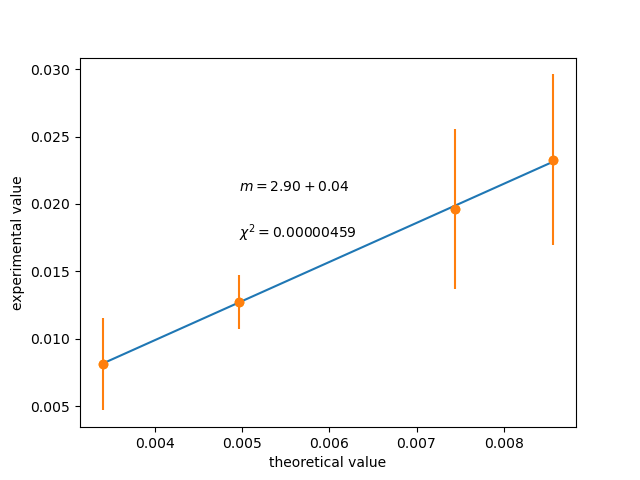 0.030
0.025
0.020
0.015
0.010
0.005
experimental value
m = 2.90 + 0.04
χ² = 0.00000459
0.004 0.005 0.006 0.007 0.008
theoretical value